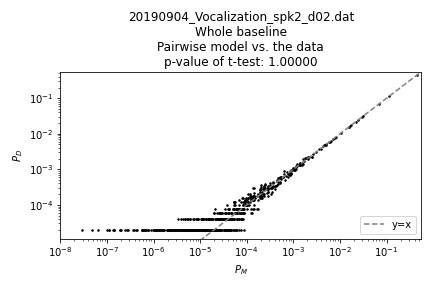 20190904_Vocalization_spk2_d02.dat
Whole baseline
Pairwise model vs. the data
p-value of t-test: 1.00000
P_D
10^{-1}
10^{-2}
10^{-3}
10^{-4}
y=x
10^{-8} 10^{-7} 10^{-6} 10^{-5} 10^{-4} 10^{-3} 10^{-2} 10^{-1}
P_M